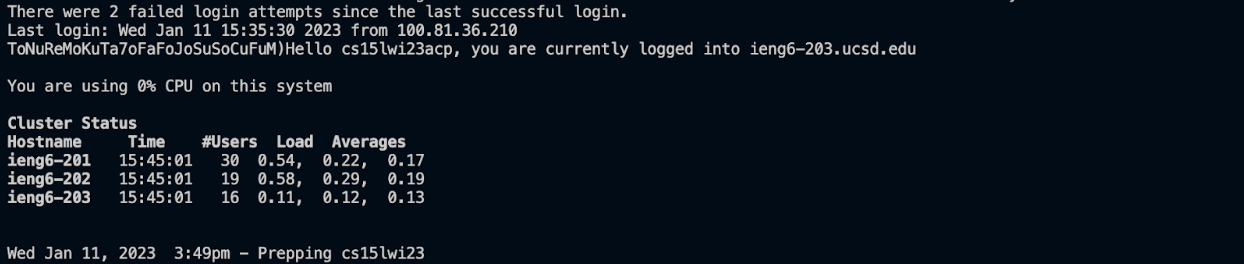 There were 2 failed login attempts since the last successful login.
Last login: Wed Jan 11 15:35:30 2023 from 100.81.36.210
ToNuReMoKuTa7oFaFoJoSuSoCuFuM)Hello cs15lwi23acp, you are currently logged into ieng6-203.ucsd.edu
You are using 0% CPU on this system
Cluster Status
Hostname Time #Users Load Averages
ieng6-201 15:45:01 30 0.54, 0.22, 0.17
ieng6-202 15:45:01 19 0.58, 0.29, 0.19
ieng6-203 15:45:01 16 0.11, 0.12, 0.13
Wed Jan 11, 2023 3:49pm - Prepping cs15lwi23